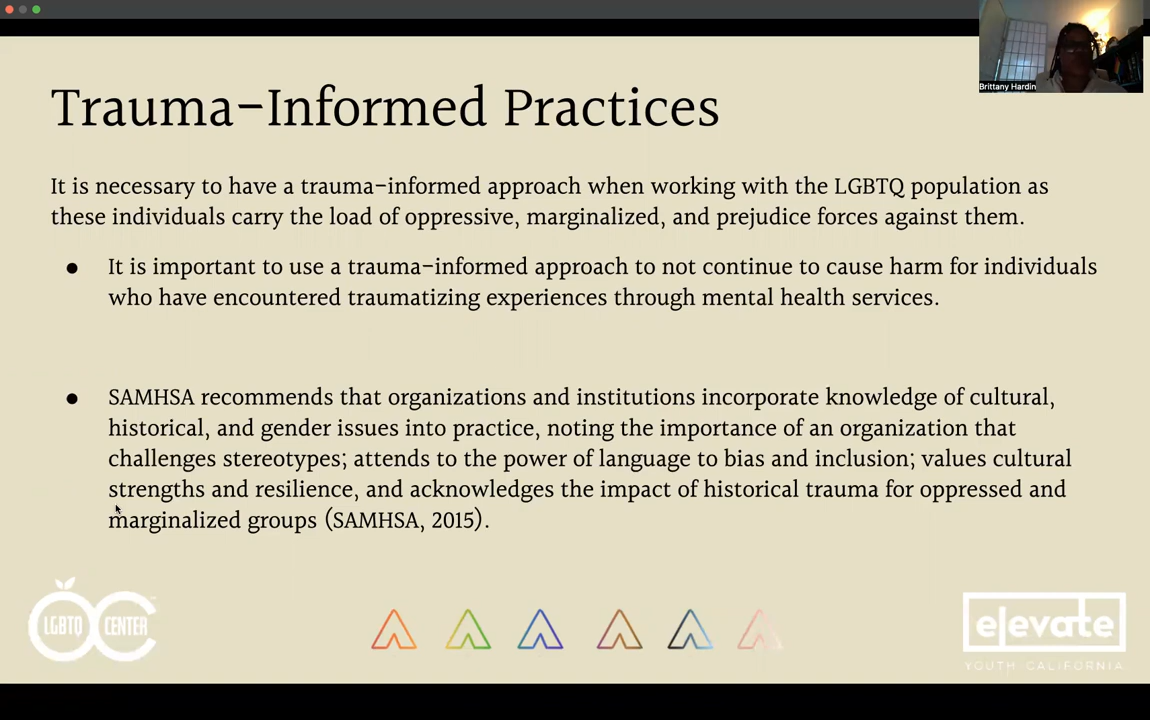 Brittany Hardin
Trauma-Informed Practices
It is necessary to have a trauma-informed approach when working with the LGBTQ population as
these individuals carry the load of oppressive, marginalized, and prejudice forces against them.
● It is important to use a trauma-informed approach to not continue to cause harm for individuals
who have encountered traumatizing experiences through mental health services.
● SAMHSA recommends that organizations and institutions incorporate knowledge of cultural,
historical, and gender issues into practice, noting the importance of an organization that
challenges stereotypes; attends to the power of language to bias and inclusion; values cultural
strengths and resilience, and acknowledges the impact of historical trauma for oppressed and
marginalized groups (SAMHSA, 2015).
LGBTQ CENTER
OC™
elevate
YOUTH CALIFORNIA